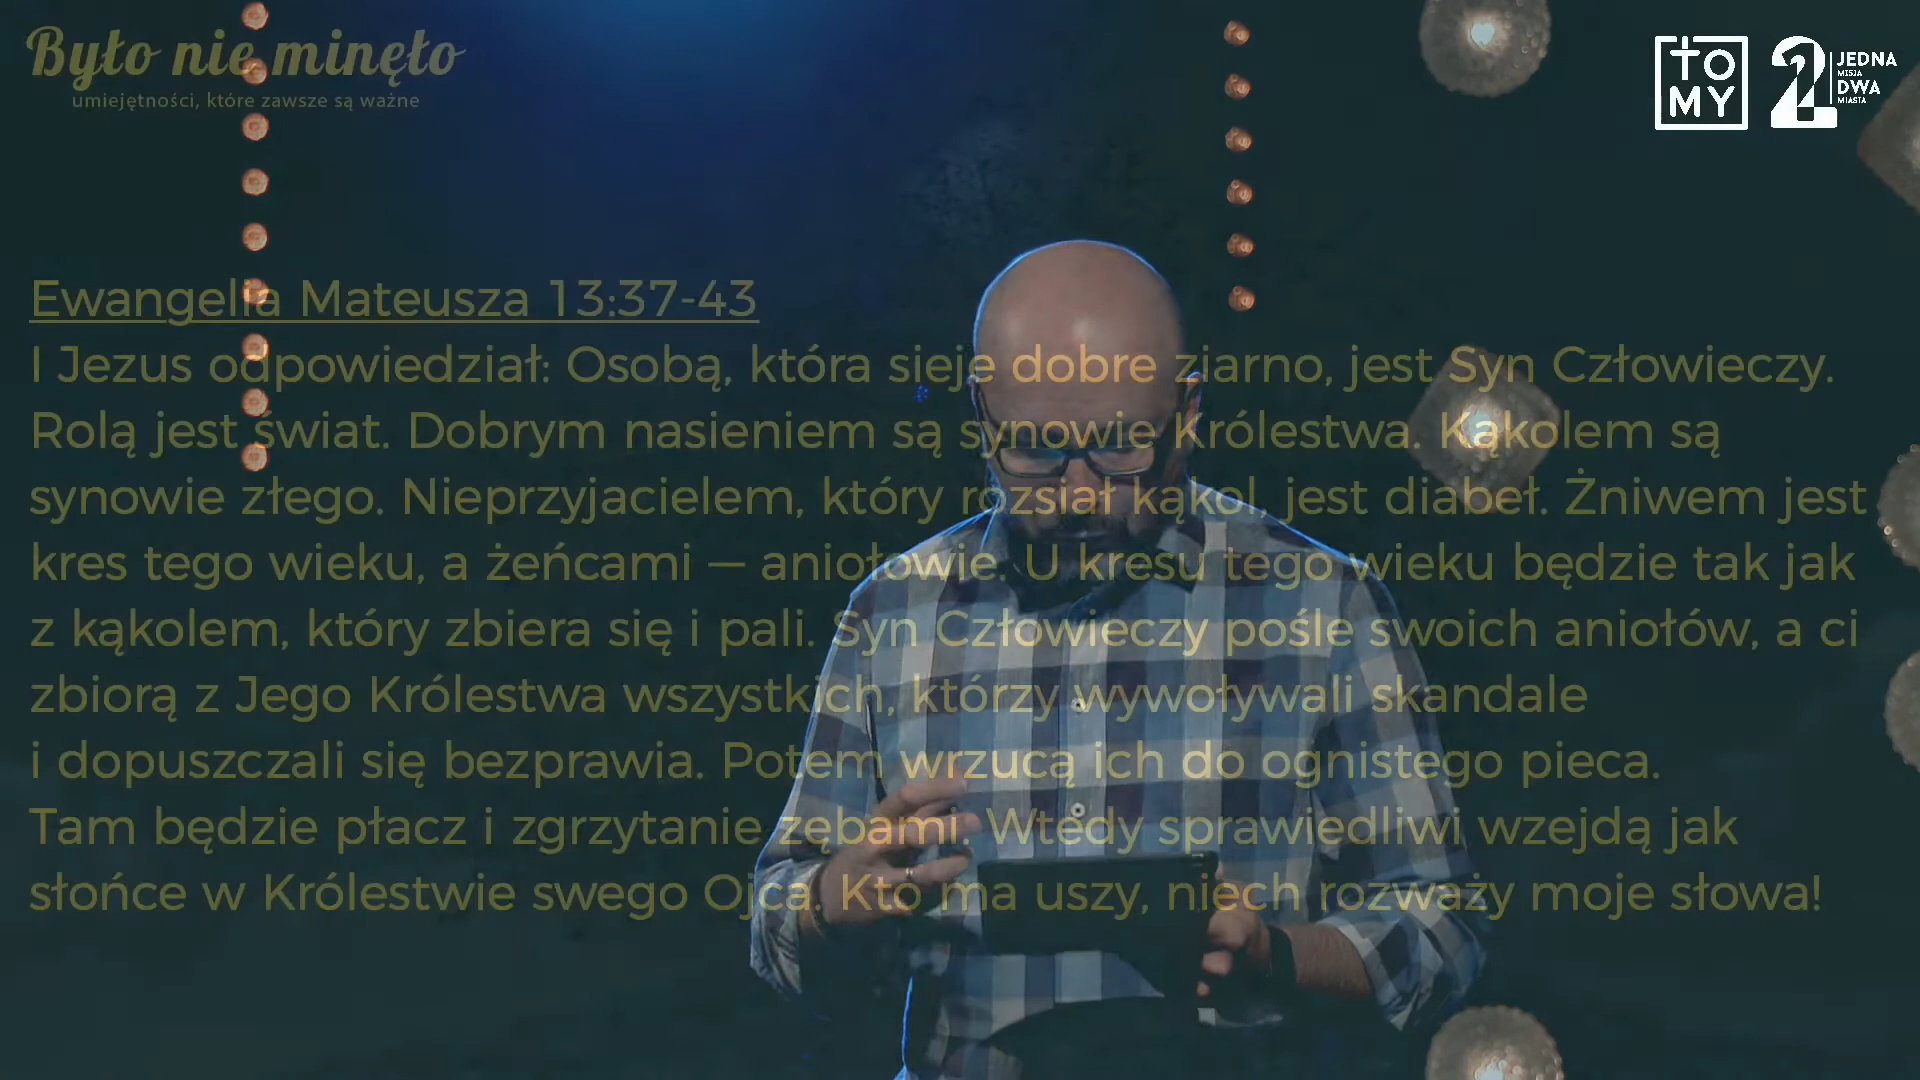 Było nie minęło
umiejętności, które zawsze są ważne
TOMY
2 JEDNA
MISJA
DWA
MIASTA
Ewangelia Mateusza 13:37-43
I Jezus odpowiedział: Osobą, która sieje dobre ziarno, jest Syn Człowieczy.
Rolą jest świat. Dobrym nasieniem są synowie Królestwa. Kąkolem są
synowie złego. Nieprzyjacielem, który rozsiał kąkol, jest diabeł. Żniwem jest
kres tego wieku, a żeńcami — aniołowie. U kresu tego wieku będzie tak jak
z kąkolem, który zbiera się i pali. Syn Człowieczy pośle swoich aniołów, a ci
zbiorą z Jego Królestwa wszystkich, którzy wywoływali skandale
i dopuszczali się bezprawia. Potem wrzucą ich do ognistego pieca.
Tam będzie płacz i zgrzytanie zębami. Wtedy sprawiedliwi wzejdą jak
słońce w Królestwie swego Ojca. Kto ma uszy, niech rozważy moje słowa!